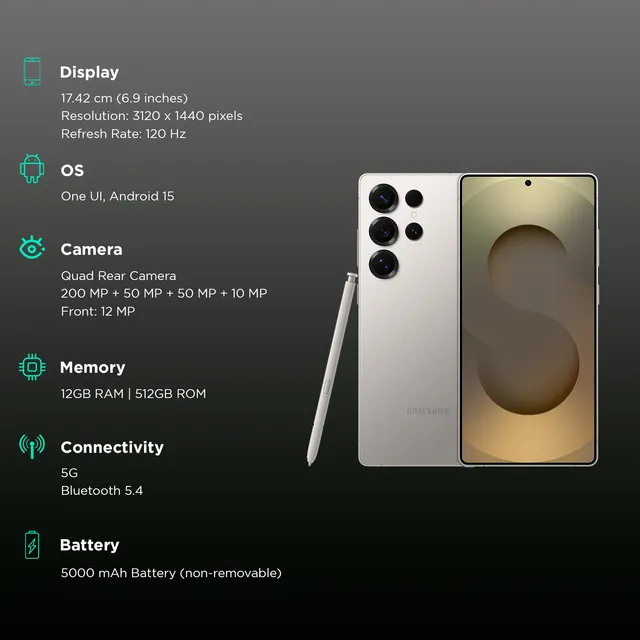 Display
17.42 cm (6.9 inches)
Resolution: 3120 x 1440 pixels
Refresh Rate: 120 Hz
OS
One UI, Android 15
Camera
Quad Rear Camera
200 MP + 50 MP + 50 MP + 10 MP
Front: 12 MP
Memory
12GB RAM | 512GB ROM
SAMSUNG
Connectivity
5G
Bluetooth 5.4
Battery
5000 mAh Battery (non-removable)